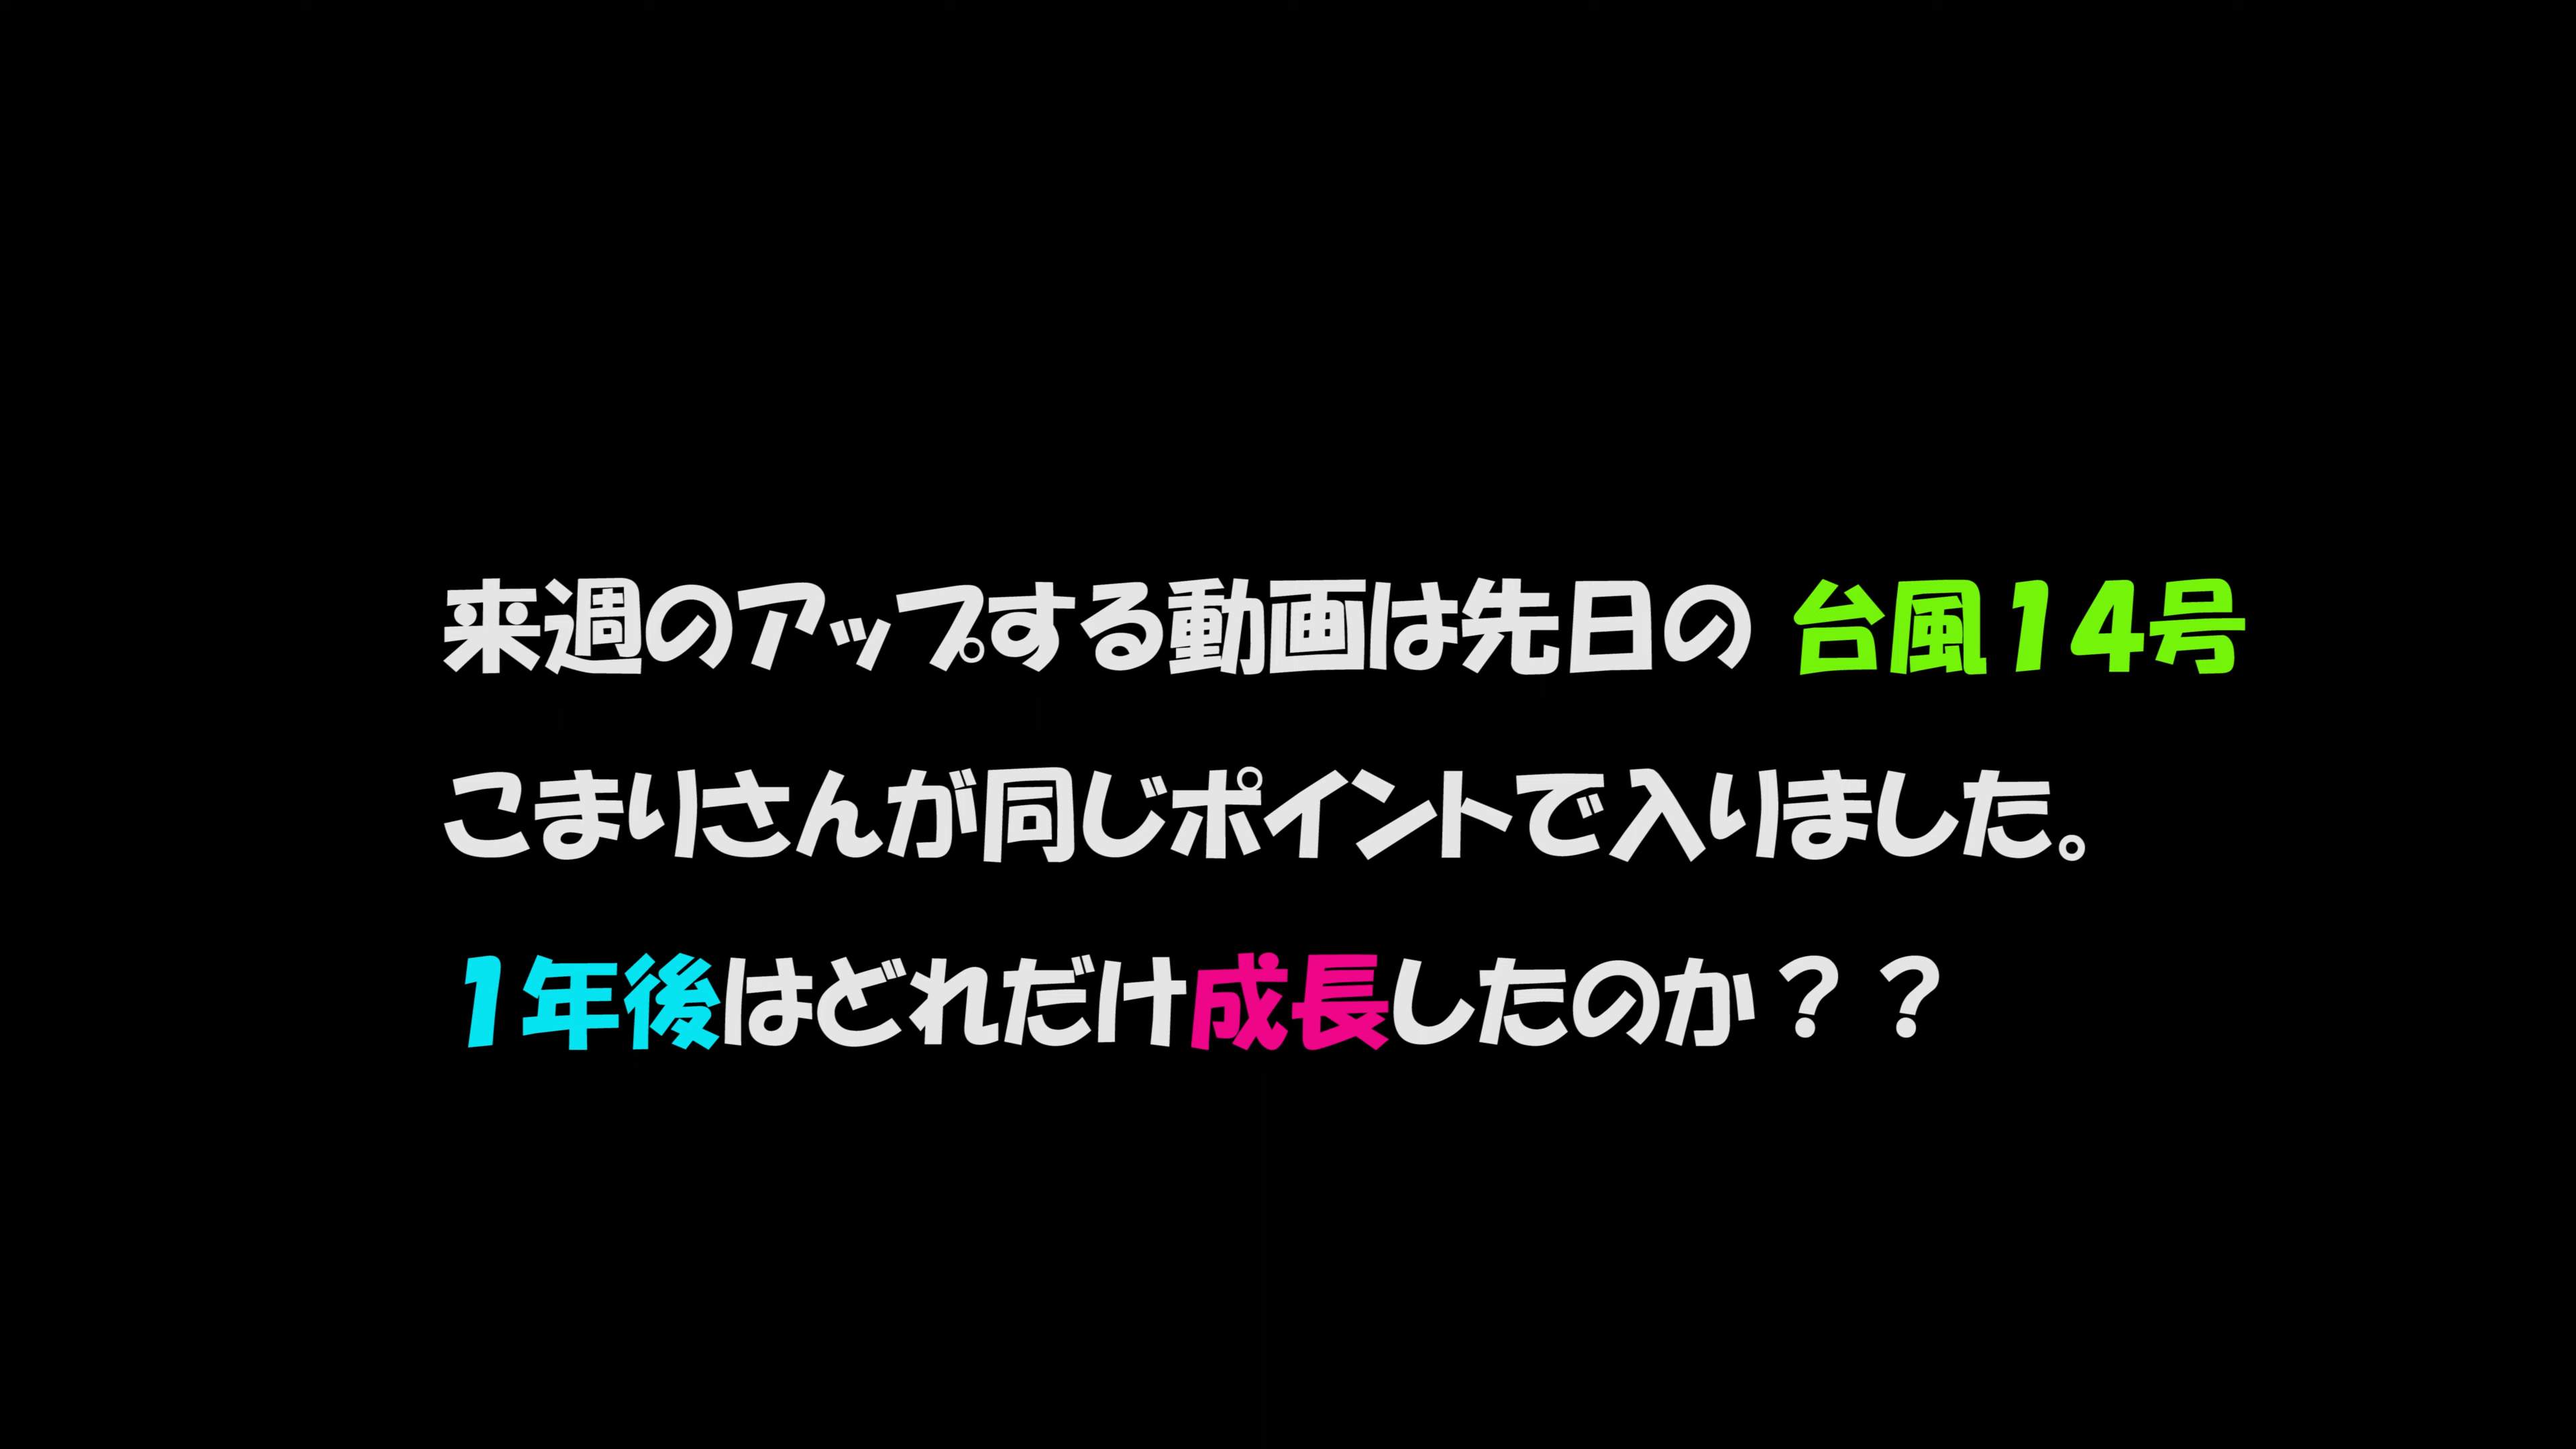 来週のアップする動画は先日の 台風14号
こまりさんが同じポイントで入りました。
1年後はどれだけ成長したのか？？